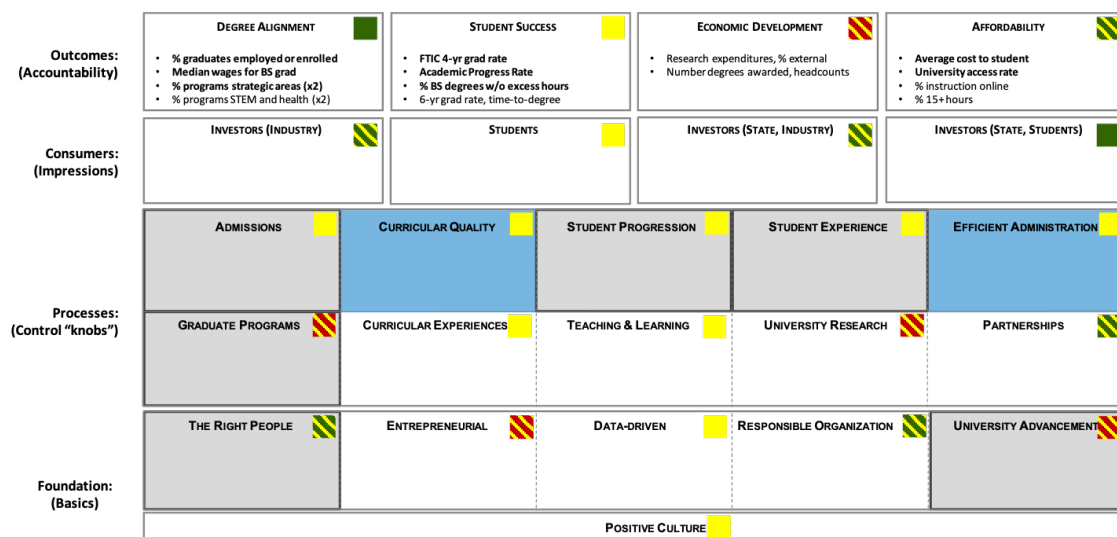 DEGREE ALIGNMENT
STUDENT SUCCESS
ECONOMIC DEVELOPMENT
AFFORDABILITY
Outcomes:
(Accountability)
• % graduates employed or enrolled
• Median wages for BS grad
• % programs strategic areas (x2)
• % programs STEM and health (x2)
• FTIC 4-yr grad rate
• Academic Progress Rate
• % BS degrees w/o excess hours
• 6-yr grad rate, time-to-degree
• Research expenditures, % external
• Number degrees awarded, headcounts
• Average cost to student
• University access rate
• % instruction online
• % 15+ hours
Consumers:
(Impressions)
INVESTORS (INDUSTRY)
STUDENTS
INVESTORS (STATE, INDUSTRY)
INVESTORS (STATE, STUDENTS)
Processes:
(Control “knobs”)
ADMISSIONS
CURRICULAR QUALITY
STUDENT PROGRESSION
STUDENT EXPERIENCE
EFFICIENT ADMINISTRATION
GRADUATE PROGRAMS
CURRICULAR EXPERIENCES
TEACHING & LEARNING
UNIVERSITY RESEARCH
PARTNERSHIPS
Foundation:
(Basics)
THE RIGHT PEOPLE
ENTREPRENEURIAL
DATA-DRIVEN
RESPONSIBLE ORGANIZATION
UNIVERSITY ADVANCEMENT
POSITIVE CULTURE